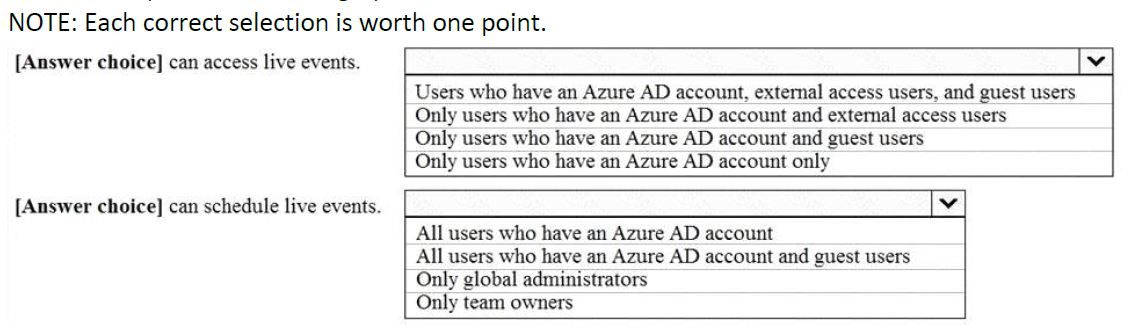 NOTE: Each correct selection is worth one point.
[Answer choice] can access live events.
Users who have an Azure AD account, external access users, and guest users
Only users who have an Azure AD account and external access users
Only users who have an Azure AD account and guest users
Only users who have an Azure AD account only
[Answer choice] can schedule live events.
All users who have an Azure AD account
All users who have an Azure AD account and guest users
Only global administrators
Only team owners